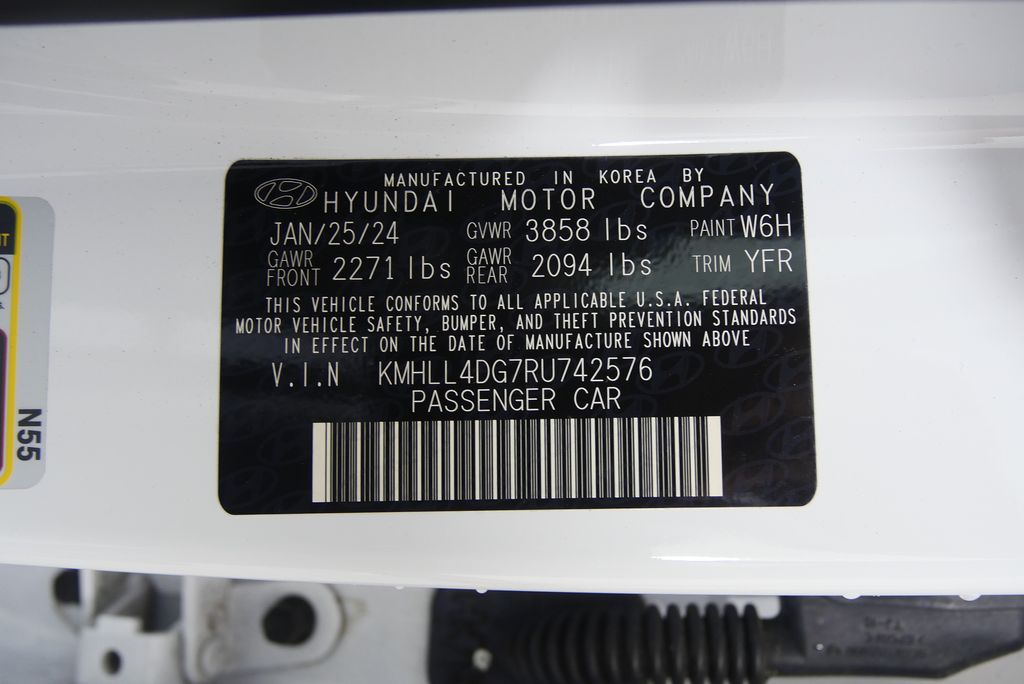 MANUFACTURED IN KOREA BY
HYUNDAI MOTOR COMPANY
JAN/25/24 GVWR 3858 lbs PAINT W6H
GAWR FRONT 2271 lbs GAWR REAR 2094 lbs TRIM YFR
THIS VEHICLE CONFORMS TO ALL APPLICABLE U.S.A. FEDERAL
MOTOR VEHICLE SAFETY, BUMPER, AND THEFT PREVENTION STANDARDS
IN EFFECT ON THE DATE OF MANUFACTURE SHOWN ABOVE
V.I.N KMHLL4DG7RU742576
PASSENGER CAR
N55